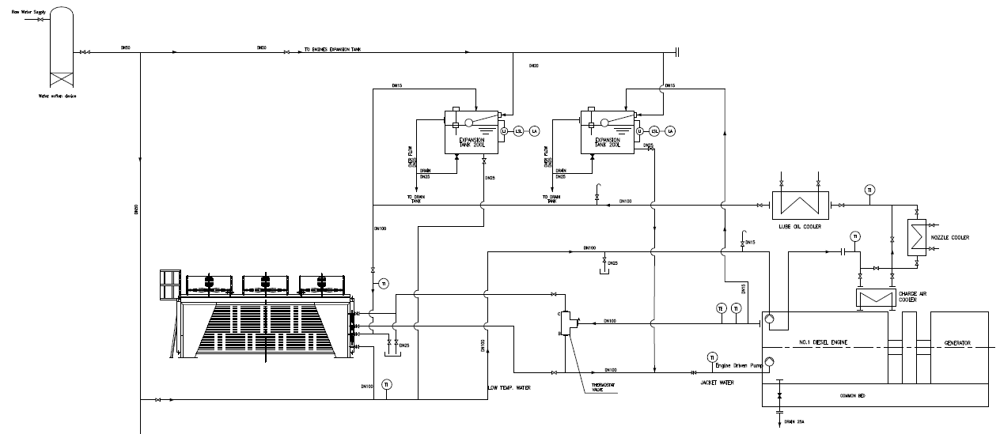 Raw Water Supply
DN50
DN50
TO ENGINES EXPANSION TANK
DN20
Water soften device
DN15
DN15
EXPANSION
TANK 200L
LI
LSL
LA
EXPANSION
TANK 200L
LI
LSL
LA
DN25
OVER FLOW
DN25
DRAIN
DN25
DN25
OVER FLOW
DN25
DRAIN
DN25
TO DRAIN
TANK
TO DRAIN
TANK
DN100
TI
LUBE OIL COOLER
DN50
DN100
TI
NOZZLE COOLER
DN15
DN100
DN25
TI
DN15
CHARGE AIR
COOLER
TE
TI
C
A
B
DN100
DN25
DN100
NO.1 DIESEL ENGINE
GENERATOR
TI
Engine Driven Pump
DN100
JACKET WATER
DN100
TI
LOW TEMP. WATER
THERMOSTAT
VALVE
COMMON BED
DRAIN 25A